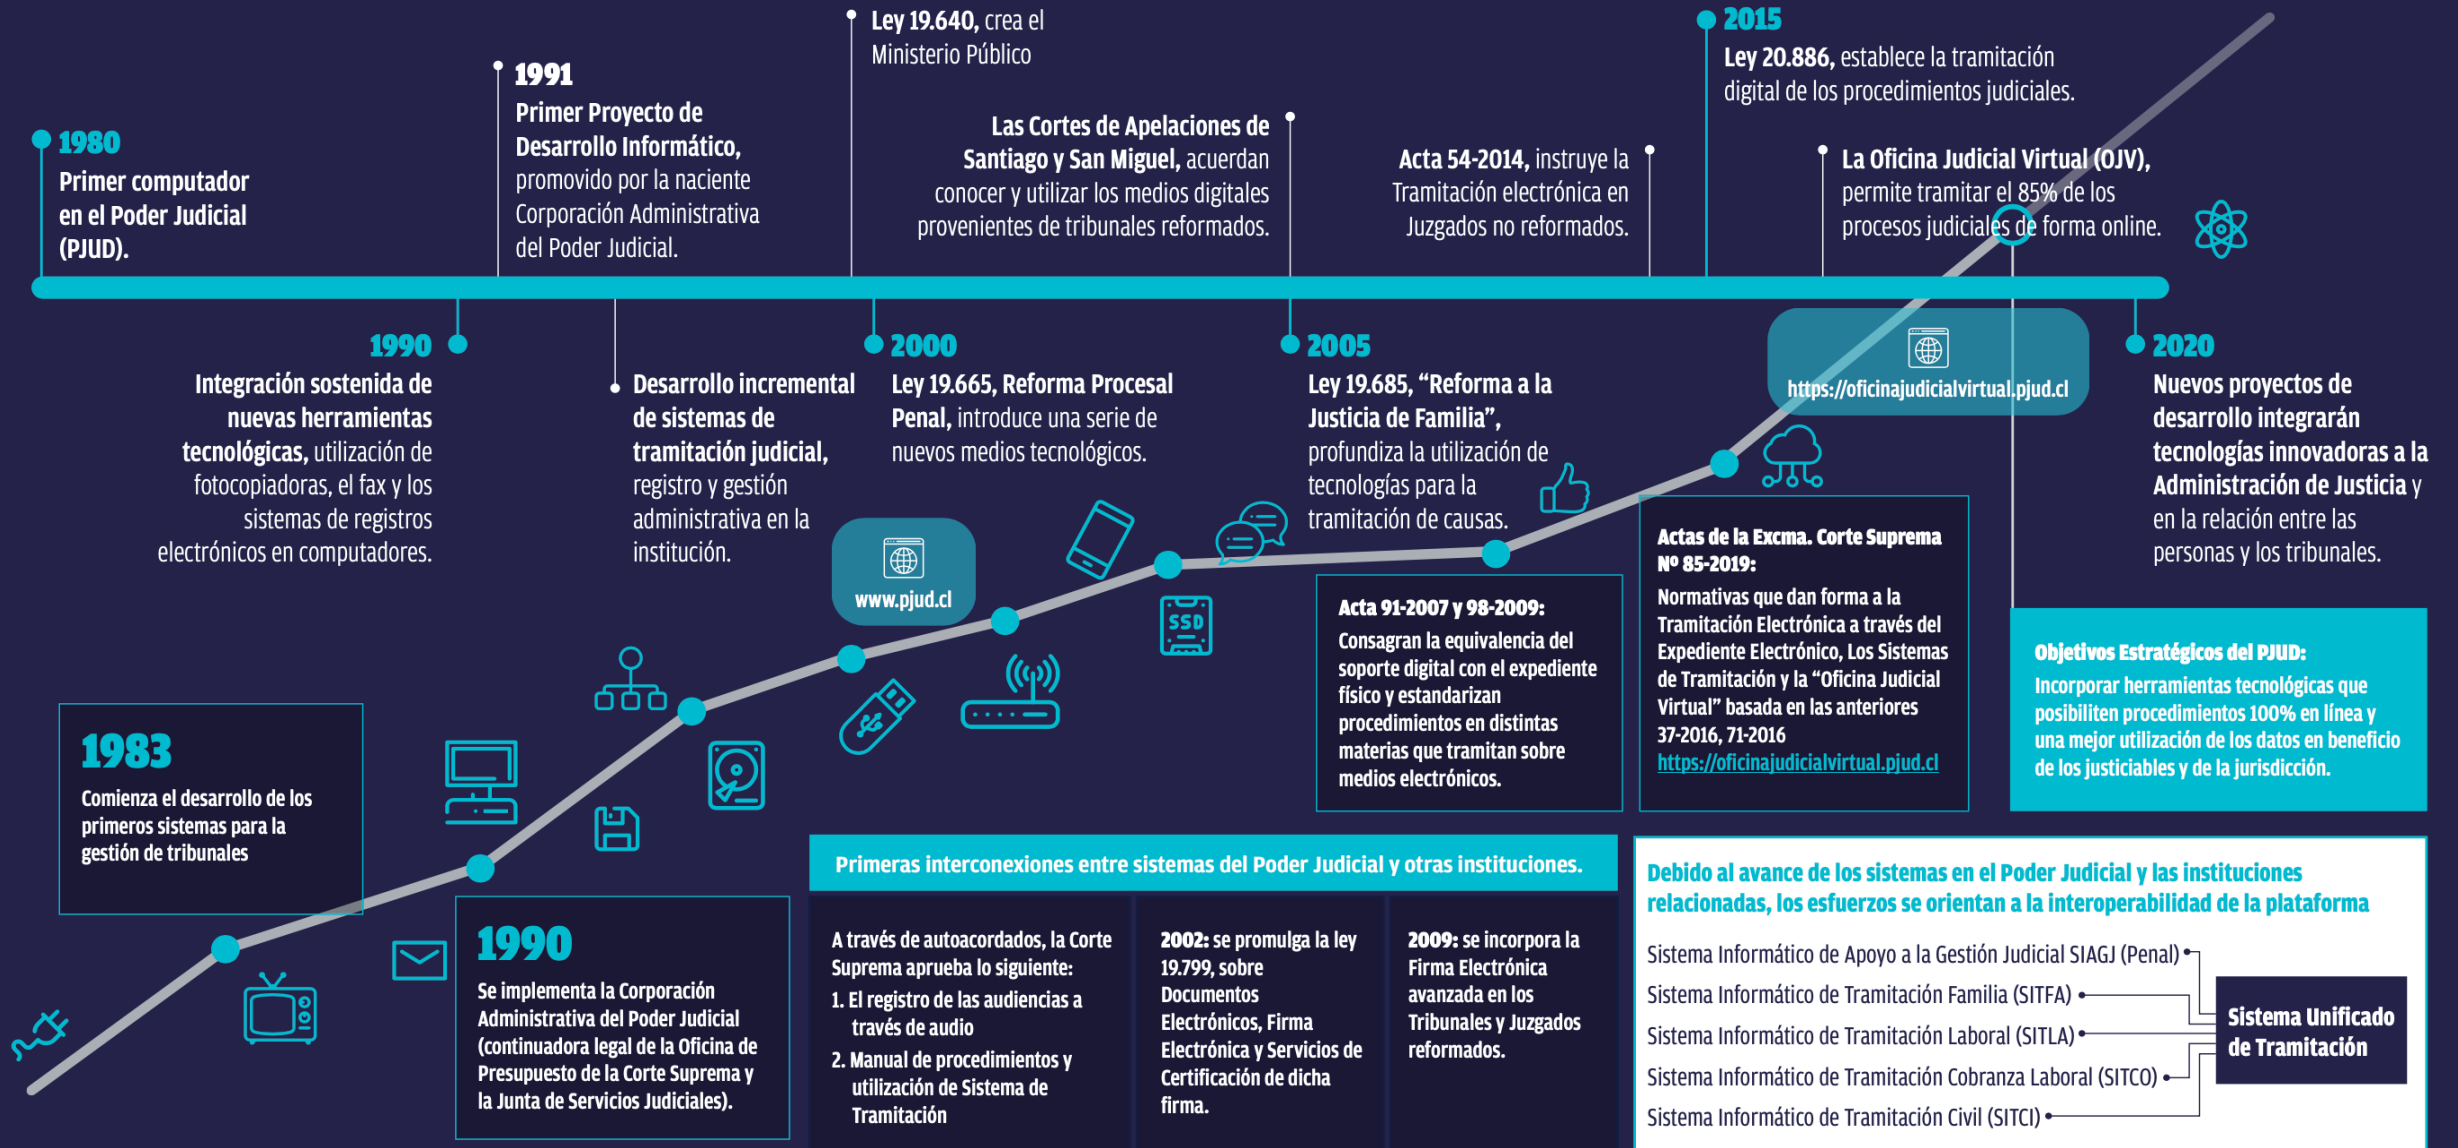 1980
Primer computador
en el Poder Judicial
(PJUD).
1991
Primer Proyecto de
Desarrollo Informático,
promovido por la naciente
Corporación Administrativa
del Poder Judicial.
Ley 19.640, crea el
Ministerio Público
Las Cortes de Apelaciones de
Santiago y San Miguel, acuerdan
conocer y utilizar los medios digitales
provenientes de tribunales reformados.
Acta 54-2014, instruye la
Tramitación electrónica en
Juzgados no reformados.
2015
Ley 20.886, establece la tramitación
digital de los procedimientos judiciales.
La Oficina Judicial Virtual (OJV),
permite tramitar el 85% de los
procesos judiciales de forma online.
1990
Integración sostenida de
nuevas herramientas
tecnológicas, utilización de
fotocopiadoras, el fax y los
sistemas de registros
electrónicos en computadores.
Desarrollo incremental
de sistemas de
tramitación judicial,
registro y gestión
administrativa en la
institución.
2000
Ley 19.665, Reforma Procesal
Penal, introduce una serie de
nuevos medios tecnológicos.
www.pjud.cl
2005
Ley 19.685, “Reforma a la
Justicia de Familia”,
profundiza la utilización de
tecnologías para la
tramitación de causas.
https://oficinajudicialvirtual.pjud.cl
2020
Nuevos proyectos de
desarrollo integrarán
tecnologías innovadoras a la
Administración de Justicia y
en la relación entre las
personas y los tribunales.
SSD
1983
Comienza el desarrollo de los
primeros sistemas para la
gestión de tribunales
1990
Se implementa la Corporación
Administrativa del Poder Judicial
(continuadora legal de la Oficina de
Presupuesto de la Corte Suprema y
la Junta de Servicios Judiciales).
Acta 91-2007 y 98-2009:
Consagran la equivalencia del
soporte digital con el expediente
físico y estandarizan
procedimientos en distintas
materias que tramitan sobre
medios electrónicos.
Actas de la Excma. Corte Suprema
Nº 85-2019:
Normativas que dan forma a la
Tramitación Electrónica a través del
Expediente Electrónico, Los Sistemas
de Tramitación y la “Oficina Judicial
Virtual” basada en las anteriores
37-2016, 71-2016
https://oficinajudicialvirtual.pjud.cl
Objetivos Estratégicos del PJUD:
Incorporar herramientas tecnológicas que
posibiliten procedimientos 100% en línea y
una mejor utilización de los datos en beneficio
de los justiciables y de la jurisdicción.
Primeras interconexiones entre sistemas del Poder Judicial y otras instituciones.
A través de autoacordados, la Corte
Suprema aprueba lo siguiente:
1. El registro de las audiencias a
través de audio
2. Manual de procedimientos y
utilización de Sistema de
Tramitación
2002: se promulga la ley
19.799, sobre
Documentos
Electrónicos, Firma
Electrónica y Servicios de
Certificación de dicha
firma.
2009: se incorpora la
Firma Electrónica
avanzada en los
Tribunales y Juzgados
reformados.
Debido al avance de los sistemas en el Poder Judicial y las instituciones
relacionadas, los esfuerzos se orientan a la interoperabilidad de la plataforma
Sistema Informático de Apoyo a la Gestión Judicial SIAGJ (Penal)
Sistema Informático de Tramitación Familia (SITFA)
Sistema Informático de Tramitación Laboral (SITLA)
Sistema Informático de Tramitación Cobranza Laboral (SITCO)
Sistema Informático de Tramitación Civil (SITCI)
Sistema Unificado
de Tramitación